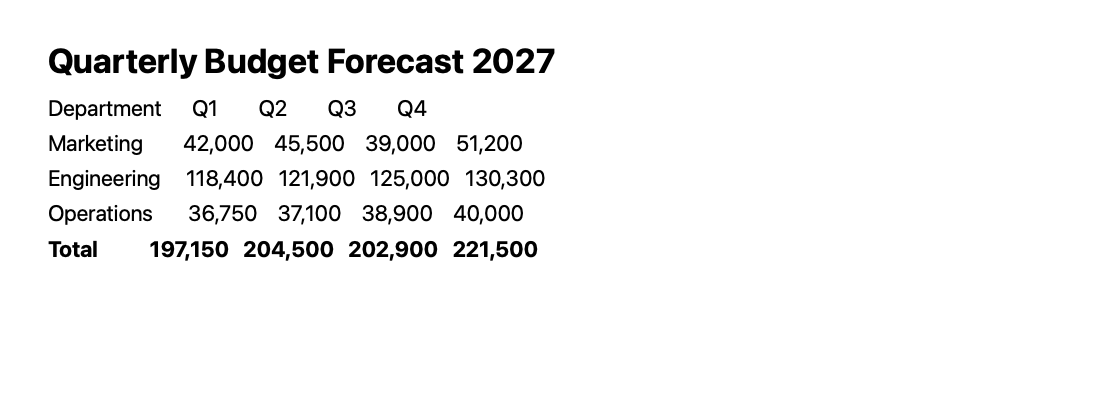 Quarterly Budget Forecast 2027
Department Q1 Q2 Q3 Q4
Marketing 42,000 45,500 39,000 51,200
Engineering 118,400 121,900 125,000 130,300
Operations 36,750 37,100 38,900 40,000
Total 197,150 204,500 202,900 221,500